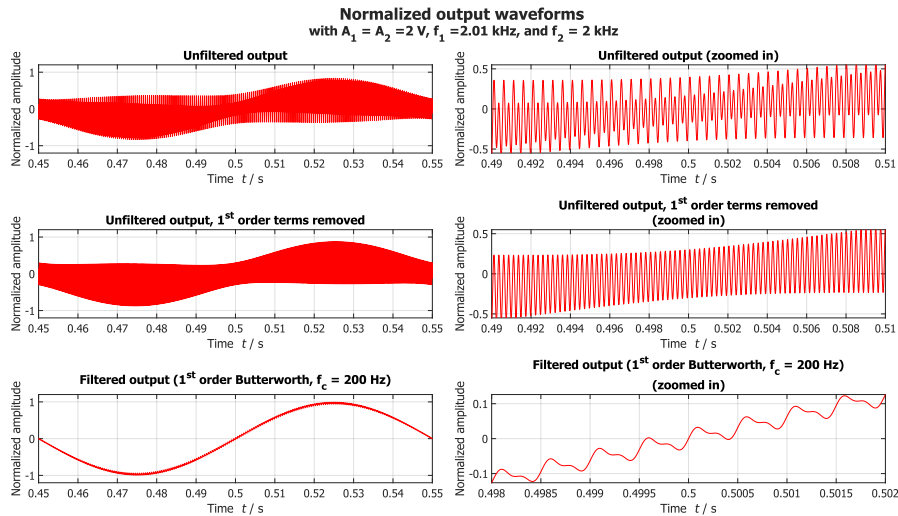 Normalized output waveforms
with A1 = A2 =2 V, f1 =2.01 kHz, and f2 = 2 kHz
Unfiltered output
Normalized amplitude
1
0
-1
0.45 0.46 0.47 0.48 0.49 0.5 0.51 0.52 0.53 0.54 0.55
Time t / s
Unfiltered output (zoomed in)
Normalized amplitude
0.5
0
-0.5
0.49 0.492 0.494 0.496 0.498 0.5 0.502 0.504 0.506 0.508 0.51
Time t / s
Unfiltered output, 1st order terms removed
Normalized amplitude
1
0
-1
0.45 0.46 0.47 0.48 0.49 0.5 0.51 0.52 0.53 0.54 0.55
Time t / s
Unfiltered output, 1st order terms removed
(zoomed in)
Normalized amplitude
0.5
0
-0.5
0.49 0.492 0.494 0.496 0.498 0.5 0.502 0.504 0.506 0.508 0.51
Time t / s
Filtered output (1st order Butterworth, fc = 200 Hz)
Normalized amplitude
1
0
-1
0.45 0.46 0.47 0.48 0.49 0.5 0.51 0.52 0.53 0.54 0.55
Time t / s
Filtered output (1st order Butterworth, fc = 200 Hz)
(zoomed in)
Normalized amplitude
0.1
0
-0.1
0.498 0.4985 0.499 0.4995 0.5 0.5005 0.501 0.5015 0.502
Time t / s